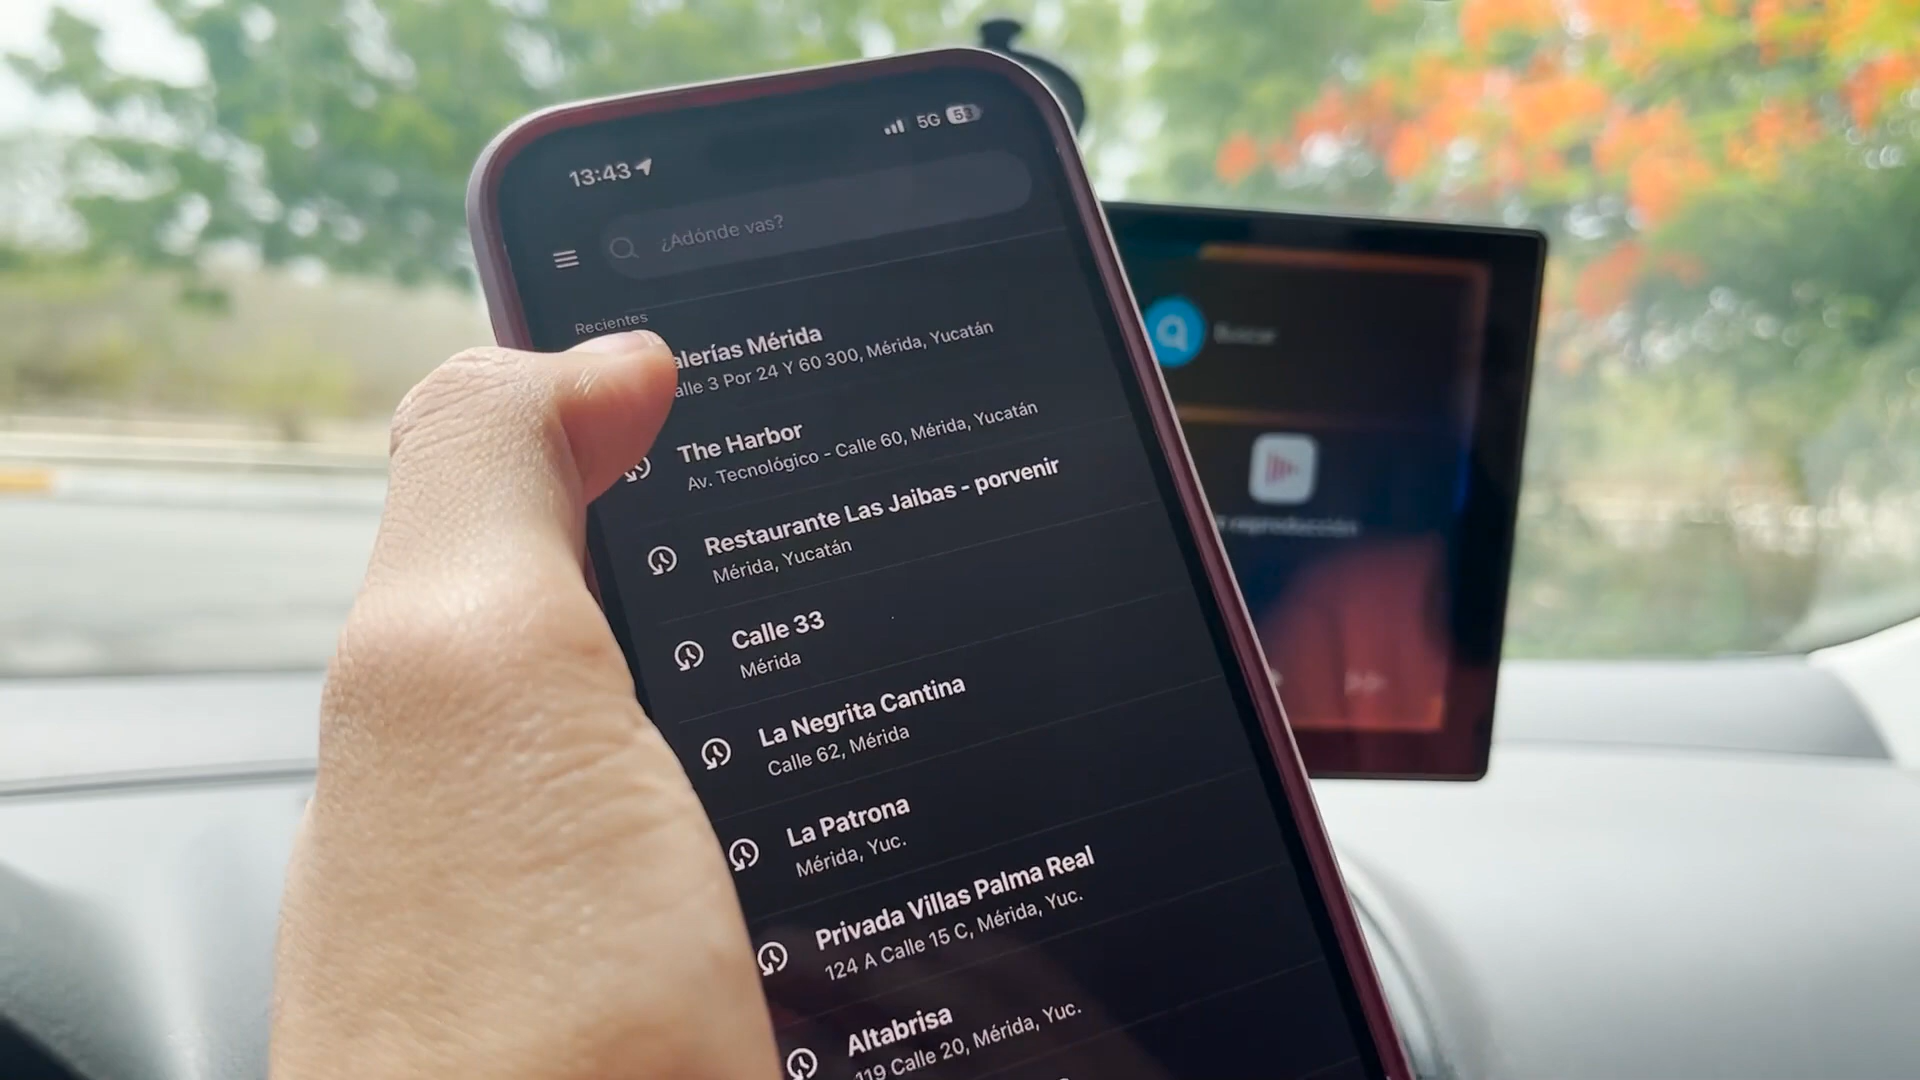 13:43
5G 53
¿Adónde vas?
Recientes
alerías Mérida
alle 3 Por 24 Y 60 300, Mérida, Yucatán
The Harbor
Av. Tecnológico - Calle 60, Mérida, Yucatán
Restaurante Las Jaibas - porvenir
Mérida, Yucatán
Calle 33
Mérida
La Negrita Cantina
Calle 62, Mérida
La Patrona
Mérida, Yuc.
Privada Villas Palma Real
124 A Calle 15 C, Mérida, Yuc.
Altabrisa
119 Calle 20, Mérida, Yuc.
Buscar
reproducción